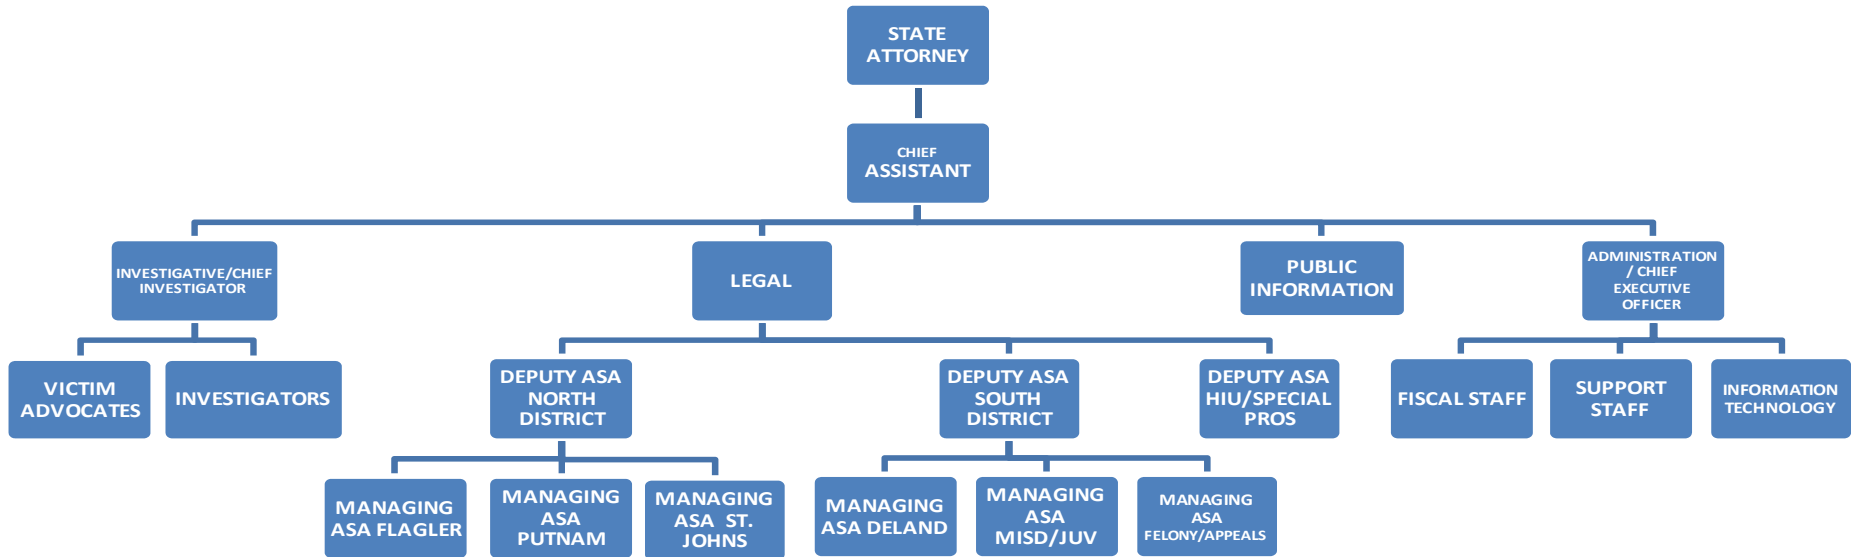 STATE
ATTORNEY
CHIEF
ASSISTANT
INVESTIGATIVE/CHIEF
INVESTIGATOR
LEGAL
PUBLIC
INFORMATION
ADMINISTRATION
/ CHIEF
EXECUTIVE
OFFICER
VICTIM
ADVOCATES
INVESTIGATORS
DEPUTY ASA
NORTH
DISTRICT
DEPUTY ASA
SOUTH
DISTRICT
DEPUTY ASA
HIU/SPECIAL
PROS
FISCAL STAFF
SUPPORT
STAFF
INFORMATION
TECHNOLOGY
MANAGING
ASA FLAGLER
MANAGING
ASA
PUTNAM
MANAGING
ASA ST.
JOHNS
MANAGING
ASA DELAND
MANAGING
ASA
MISD/JUV
MANAGING
ASA
FELONY/APPEALS